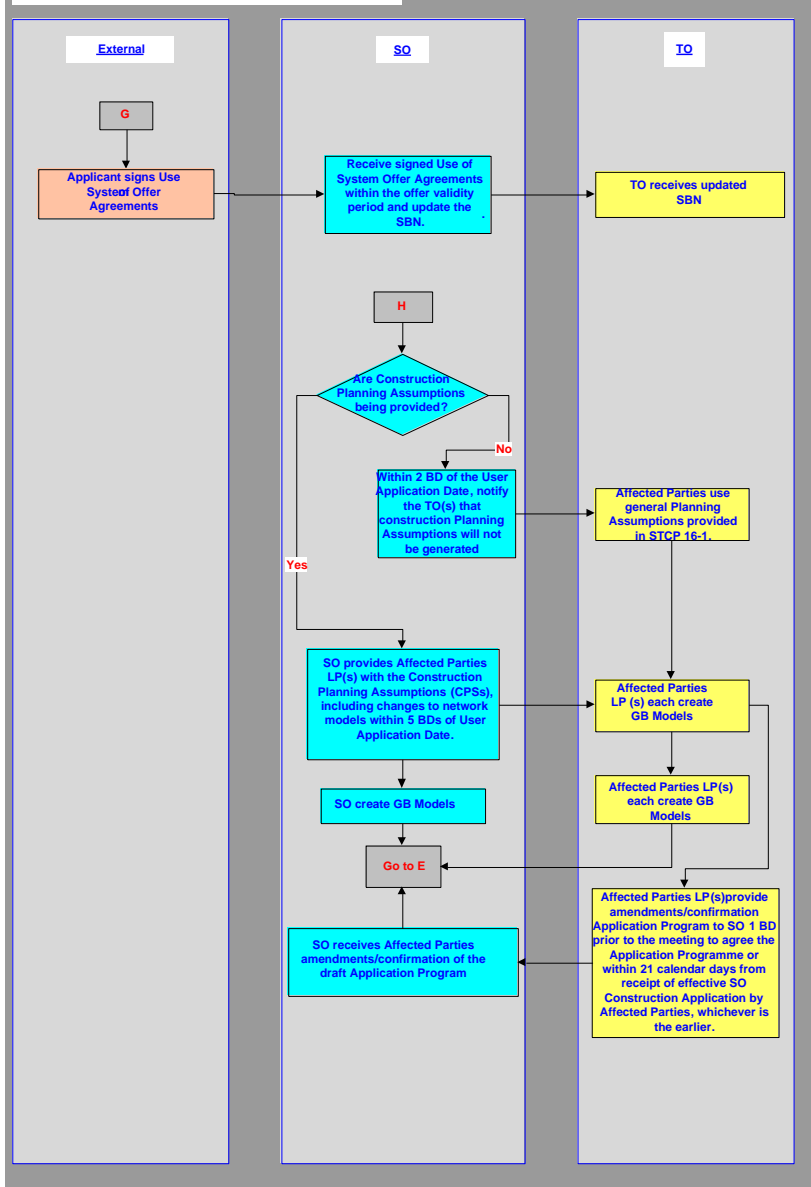 External
SO
TO
G
Applicant signs Use
System of Offer
Agreements
Receive signed Use of
System Offer Agreements
within the offer validity
period and update the
SBN.
.
TO receives updated
SBN
H
Are Construction
Planning Assumptions
being provided?
No
Yes
Within 2 BD of the User
Application Date, notify
the TO(s) that
construction Planning
Assumptions will not
be generated
Affected Parties use
general Planning
Assumptions provided
in STCP 16-1.
SO provides Affected Parties
LP(s) with the Construction
Planning Assumptions (CPSs),
including changes to network
models within 5 BDs of User
Application Date.
Affected Parties
LP (s) each create
GB Models
SO create GB Models
Affected Parties LP(s)
each create GB
Models
Go to E
SO receives Affected Parties
amendments/confirmation of the
draft Application Program
Affected Parties LP(s)provide
amendments/confirmation
Application Program to SO 1 BD
prior to the meeting to agree the
Application Programme or
within 21 calendar days from
receipt of effective SO
Construction Application by
Affected Parties, whichever is
the earlier.